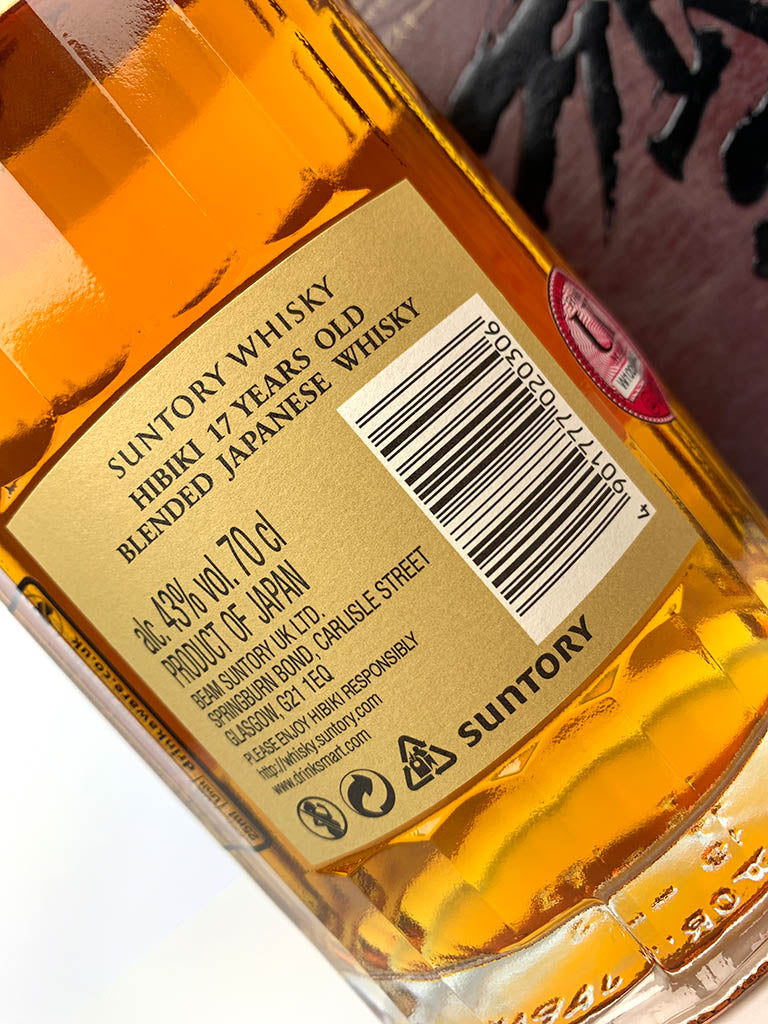 SUNTORY WHISKY
HIBIKI 17 YEARS OLD
BLENDED JAPANESE WHISKY
alc. 43% vol. 70 cl
PRODUCT OF JAPAN
BEAM SUNTORY UK LTD.
SPRINGBURN BOND, CARLISLE STREET
GLASGOW, G21 1EQ
PLEASE ENJOY HIBIKI RESPONSIBLY
http://whisky.suntory.com
www.drinksmart.com
SUNTORY
4 901777 020306
U
drinkaware.co.uk
25ml